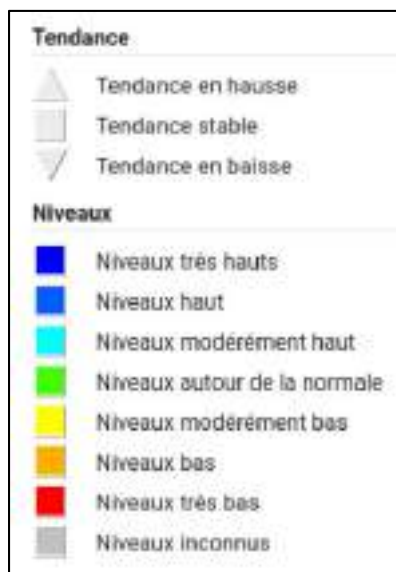 Tendance
Tendance en hausse
Tendance stable
Tendance en baisse
Niveaux
Niveaux très hauts
Niveaux haut
Niveaux modérément haut
Niveaux autour de la normale
Niveaux modérément bas
Niveaux bas
Niveaux très bas
Niveaux inconnus